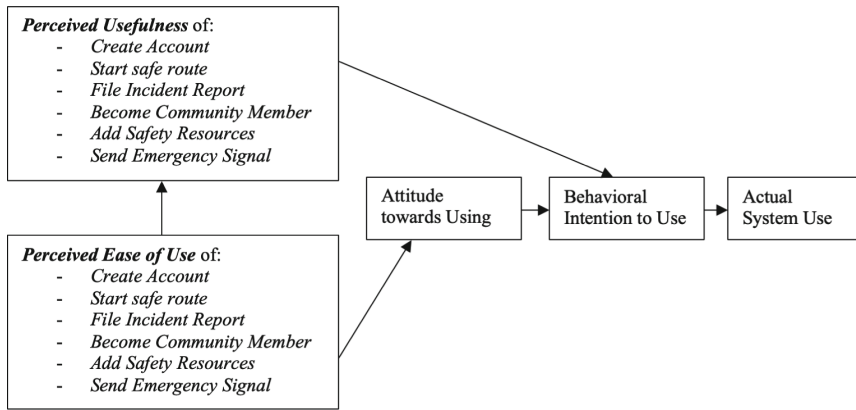 Perceived Usefulness of:
- Create Account
- Start safe route
- File Incident Report
- Become Community Member
- Add Safety Resources
- Send Emergency Signal
Attitude
towards Using
Behavioral
Intention to Use
Actual
System Use
Perceived Ease of Use of:
- Create Account
- Start safe route
- File Incident Report
- Become Community Member
- Add Safety Resources
- Send Emergency Signal